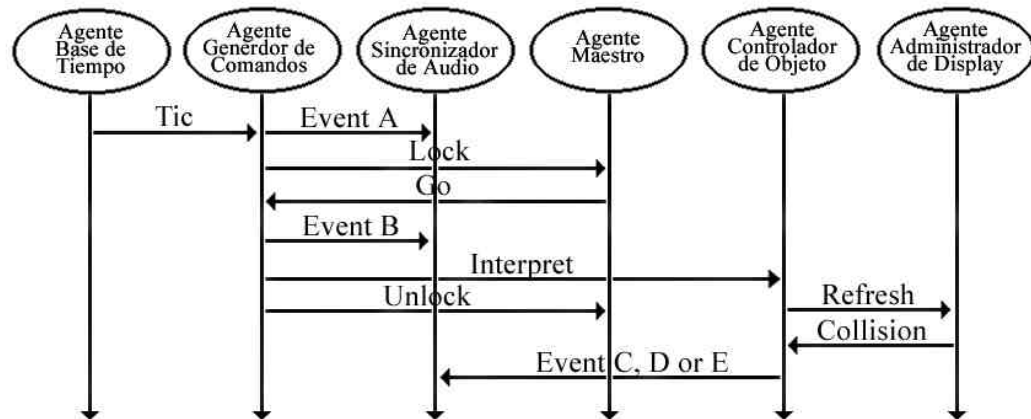 Agente
Base de
Tiempo
Agente
Generdor de
Comandos
Agente
Sincronizador
de Audio
Agente
Maestro
Agente
Controlador
de Objeto
Agente
Administrador
de Display
Tic
Event A
Lock
Go
Event B
Interpret
Unlock
Refresh
Collision
Event C, D or E